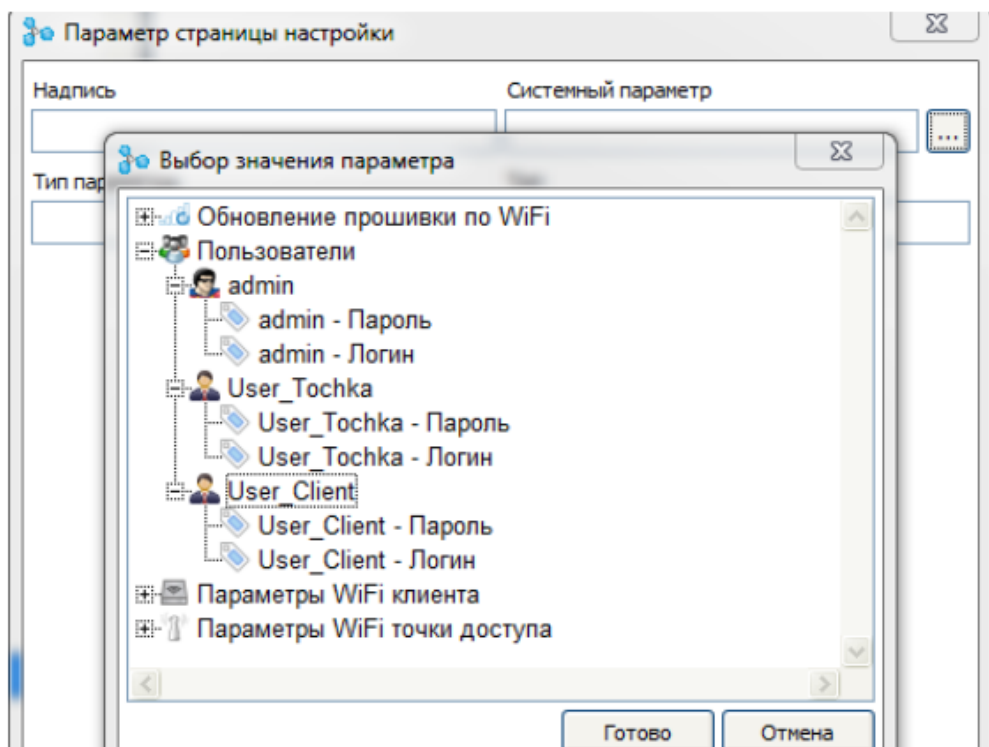 Параметр страницы настройки
Надпись
Системный параметр
...
Выбор значения параметра
Тип
Обновление прошивки по WiFi
Пользователи
admin
admin - Пароль
admin - Логин
User_Tochka
User_Tochka - Пароль
User_Tochka - Логин
User_Client
User_Client - Пароль
User_Client - Логин
Параметры WiFi клиента
Параметры WiFi точки доступа
Готово
Отмена